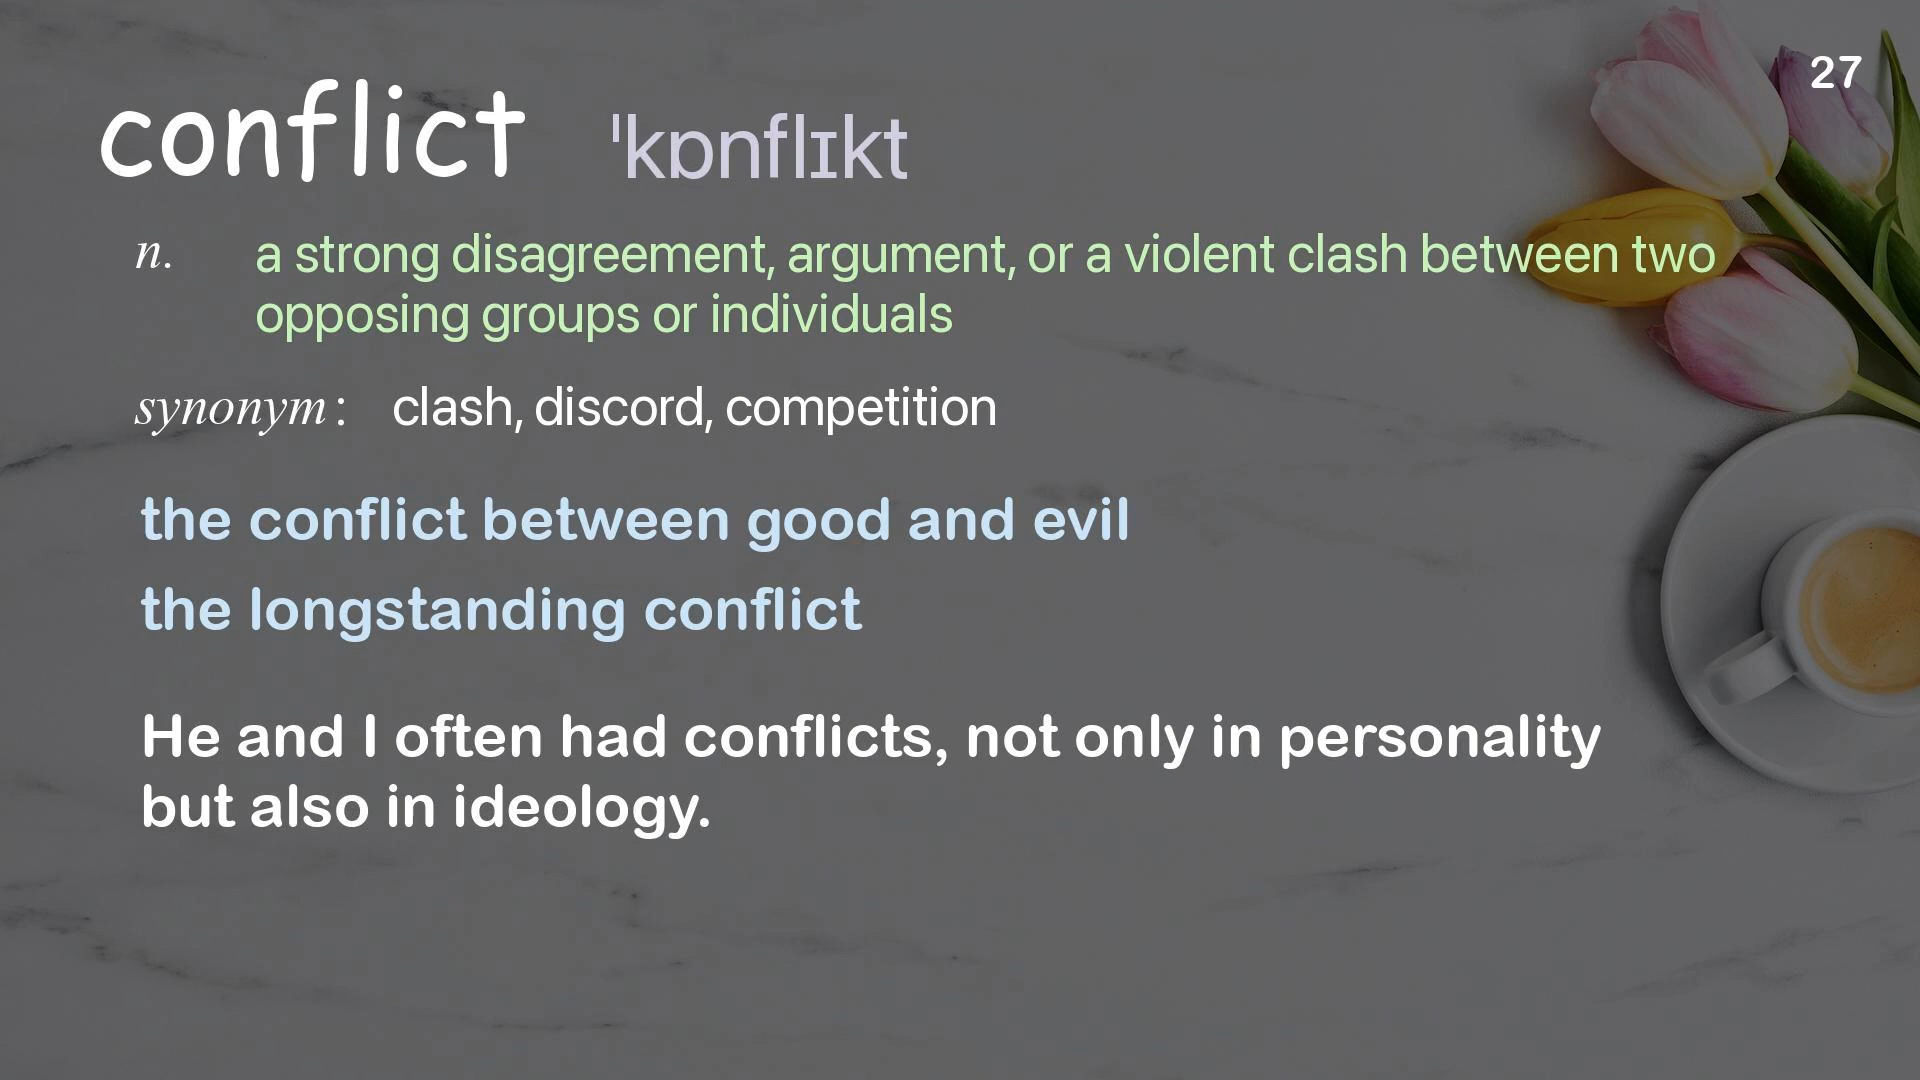 27
conflict ˈkɒnflɪkt
n. a strong disagreement, argument, or a violent clash between two
opposing groups or individuals
synonym: clash, discord, competition
the conflict between good and evil
the longstanding conflict
He and I often had conflicts, not only in personality
but also in ideology.